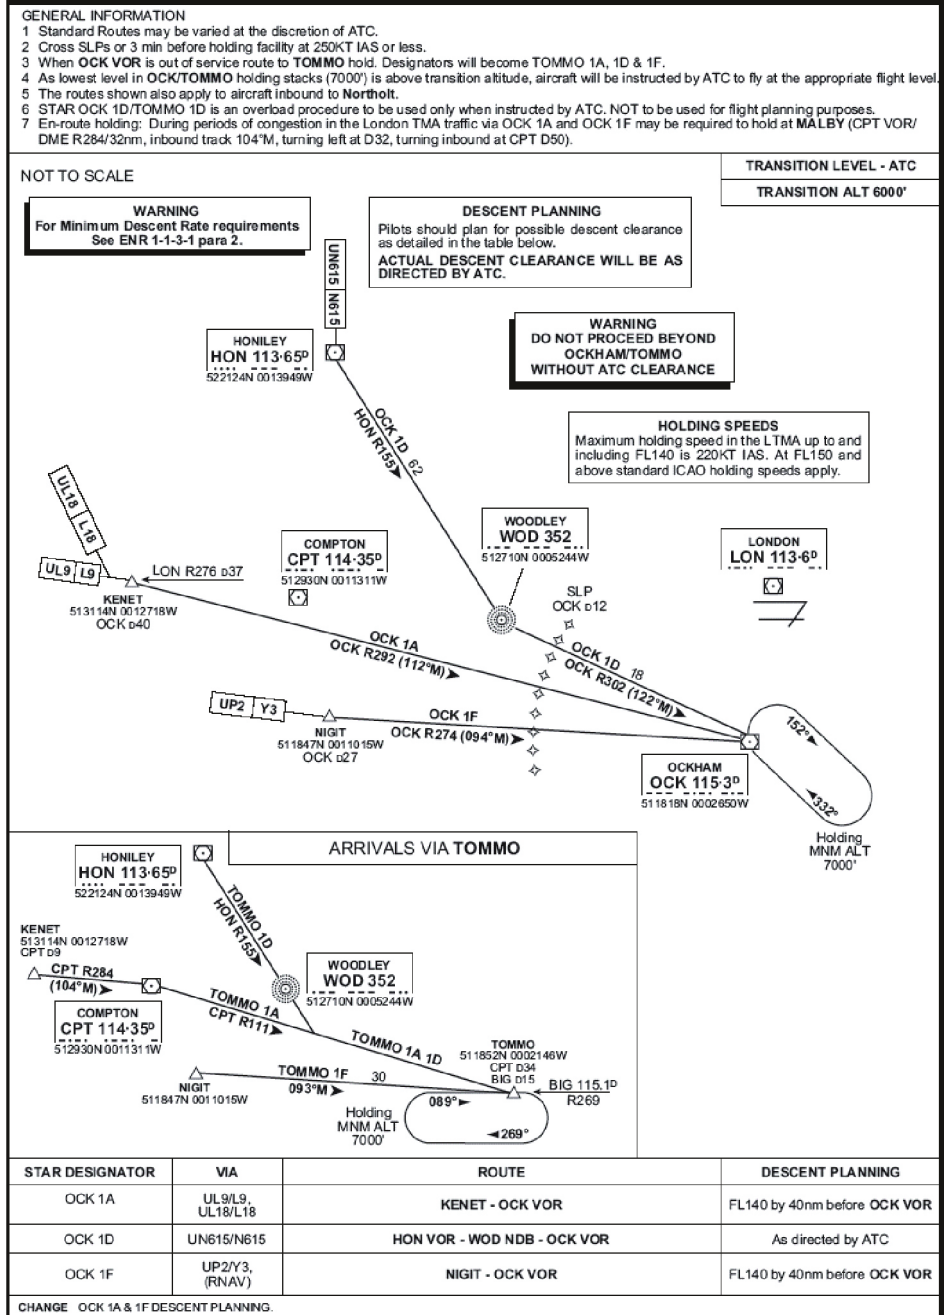 GENERAL INFORMATION
1 Standard Routes may be varied at the discretion of ATC.
2 Cross SLPs or 3 min before holding facility at 250KT IAS or less.
3 When OCK VOR is out of service route to TOMMO hold. Designators will become TOMMO 1A, 1D & 1F.
4 As lowest level in OCK/TOMMO holding stacks (7000') is above transition altitude, aircraft will be instructed by ATC to fly at the appropriate flight level.
5 The routes shown also apply to aircraft inbound to Northolt.
6 STAR OCK 1D/TOMMO 1D is an overload procedure to be used only when instructed by ATC. NOT to be used for flight planning purposes.
7 En-route holding: During periods of congestion in the London TMA traffic via OCK 1A and OCK 1F may be required to hold at MALBY (CPT VOR/
DME R284/32nm, inbound track 104°M, turning left at D32, turning inbound at CPT D50).
NOT TO SCALE
TRANSITION LEVEL - ATC
TRANSITION ALT 6000'
WARNING
For Minimum Descent Rate requirements
See ENR 1-1-3-1 para 2.
DESCENT PLANNING
Pilots should plan for possible descent clearance
as detailed in the table below.
ACTUAL DESCENT CLEARANCE WILL BE AS
DIRECTED BY ATC.
UN615 N615
HONILEY
HON 113·65D
522124N 0013949W
WARNING
DO NOT PROCEED BEYOND
OCKHAM/TOMMO
WITHOUT ATC CLEARANCE
OCK 1D 62
HON R155
HOLDING SPEEDS
Maximum holding speed in the LTMA up to and
including FL140 is 220KT IAS. At FL150 and
above standard ICAO holding speeds apply.
UL18 L18
UL9 L9
LON R276 D37
KENET
513114N 0012718W
OCK D40
COMPTON
CPT 114·35D
512930N 0011311W
WOODLEY
WOD 352
512710N 0005244W
LONDON
LON 113·6D
SLP
OCK D12
OCK 1A
OCK R292 (112°M)
OCK 1D 18
OCK R302 (122°M)
UP2 Y3
NIGIT
511847N 0011015W
OCK D27
OCK 1F
OCK R274 (094°M)
OCKHAM
OCK 115·3D
511818N 0002650W
152°
332°
Holding
MNM ALT
7000'
ARRIVALS VIA TOMMO
HONILEY
HON 113·65D
522124N 0013949W
TOMMO 1D
HON R155
KENET
513114N 0012718W
CPT D9
CPT R284
(104°M)
COMPTON
CPT 114·35D
512930N 0011311W
WOODLEY
WOD 352
512710N 0005244W
TOMMO 1A
CPT R111
TOMMO 1A 1D
TOMMO
511852N 0002146W
CPT D34
BIG D15
BIG 115.1D
R269
NIGIT
511847N 0011015W
TOMMO 1F 30
093°M
089°
269°
Holding
MNM ALT
7000'
STAR DESIGNATOR VIA ROUTE DESCENT PLANNING
OCK 1A UL9/L9, UL18/L18 KENET - OCK VOR FL140 by 40nm before OCK VOR
OCK 1D UN615/N615 HON VOR - WOD NDB - OCK VOR As directed by ATC
OCK 1F UP2/Y3, (RNAV) NIGIT - OCK VOR FL140 by 40nm before OCK VOR
CHANGE OCK 1A & 1F DESCENT PLANNING.